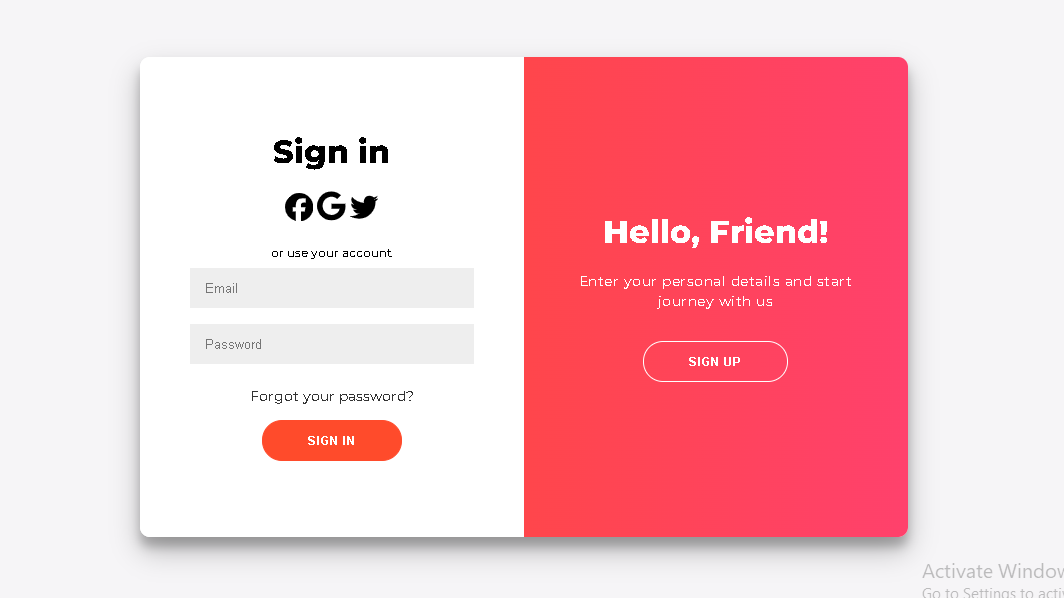 Sign in
or use your account
Email
Password
Forgot your password?
SIGN IN
Hello, Friend!
Enter your personal details and start
journey with us
SIGN UP
Activate Window
Go to Settings to acti